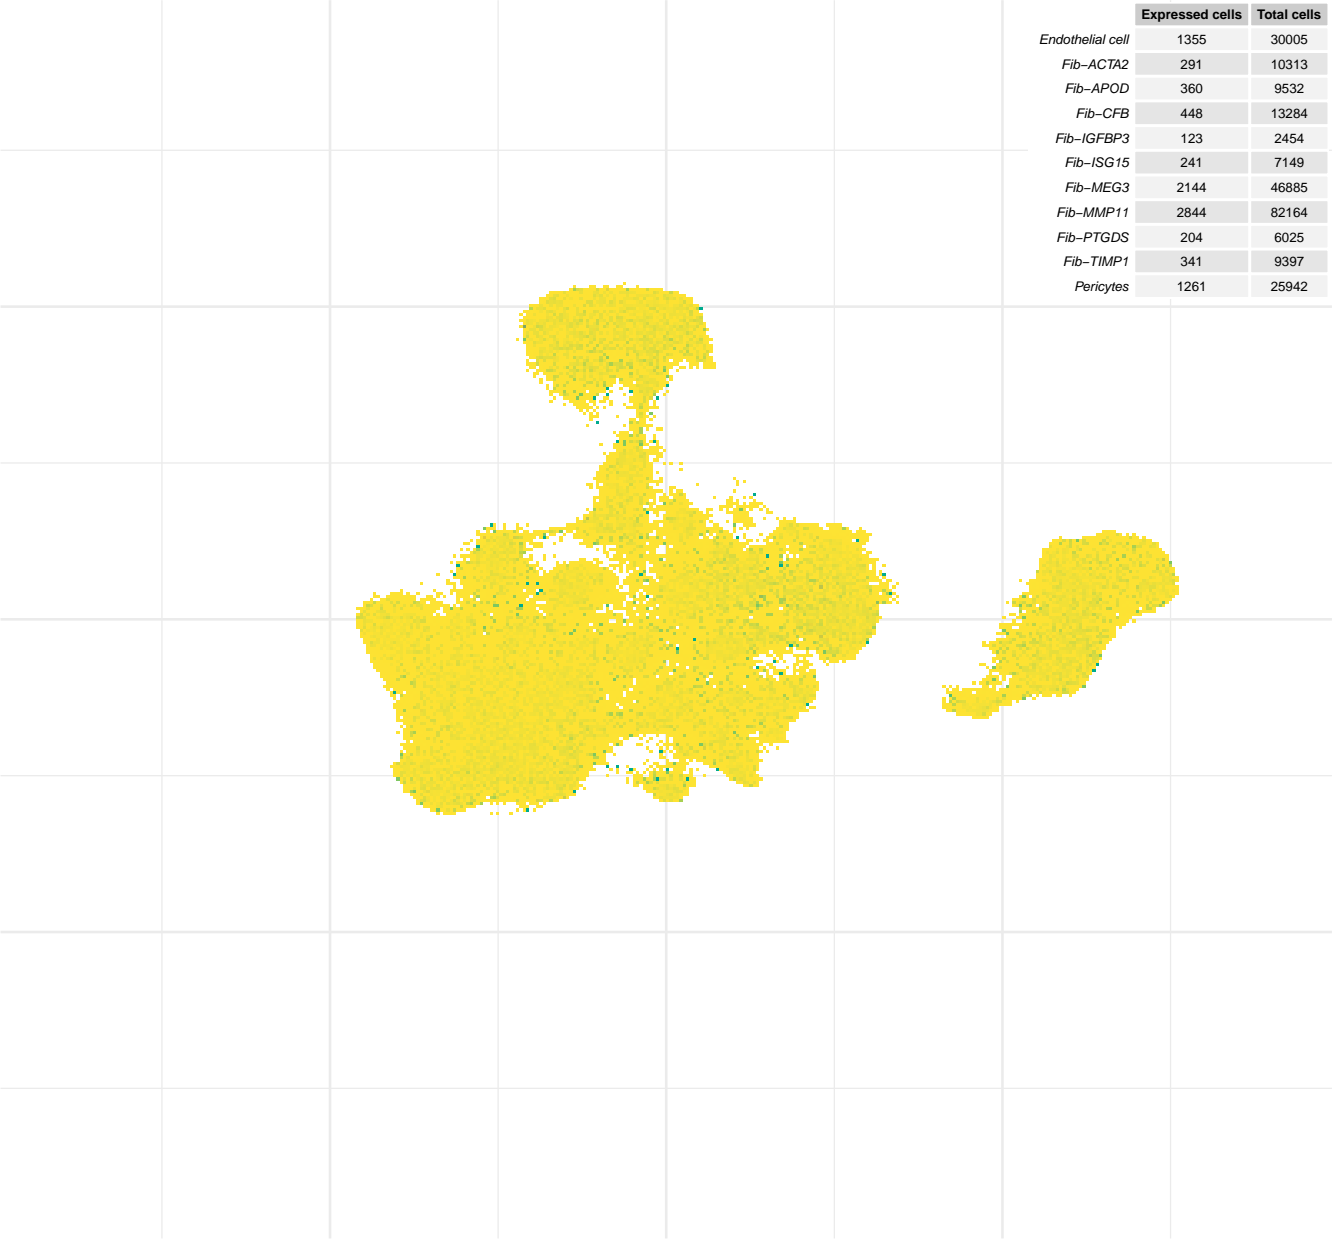 Expressed cells Total cells
Endothelial cell 1355 30005
Fib−ACTA2 291 10313
Fib−APOD 360 9532
Fib−CFB 448 13284
Fib−IGFBP3 123 2454
Fib−ISG15 241 7149
Fib−MEG3 2144 46885
Fib−MMP11 2844 82164
Fib−PTGDS 204 6025
Fib−TIMP1 341 9397
Pericytes 1261 25942